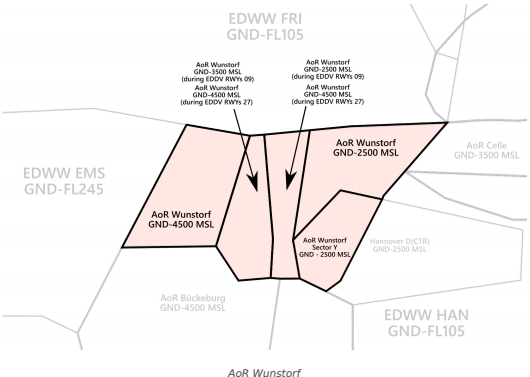 EDWW FRI
GND-FL105
AoR Wunstorf
GND-3500 MSL
(during EDDV RWYs 09)
AoR Wunstorf
GND-4500 MSL
(during EDDV RWYs 27)
AoR Wunstorf
GND-2500 MSL
(during EDDV RWYs 09)
AoR Wunstorf
GND-4500 MSL
(during EDDV RWYs 27)
AoR Wunstorf
GND-2500 MSL
AoR Celle
GND-3500 MSL
EDWW EMS
GND-FL245
AoR Wunstorf
GND-4500 MSL
AoR Wunstorf
Sector Y
GND - 2500 MSL
Hannover D(CTR)
GND-2500 MSL
AoR Bückeburg
GND-4500 MSL
EDWW HAN
GND-FL105
AoR Wunstorf